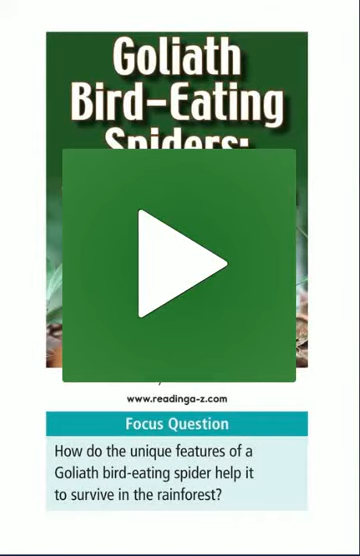 Goliath
Bird-Eating
Spiders:
www.readinga-z.com
Focus Question
How do the unique features of a
Goliath bird-eating spider help it
to survive in the rainforest?